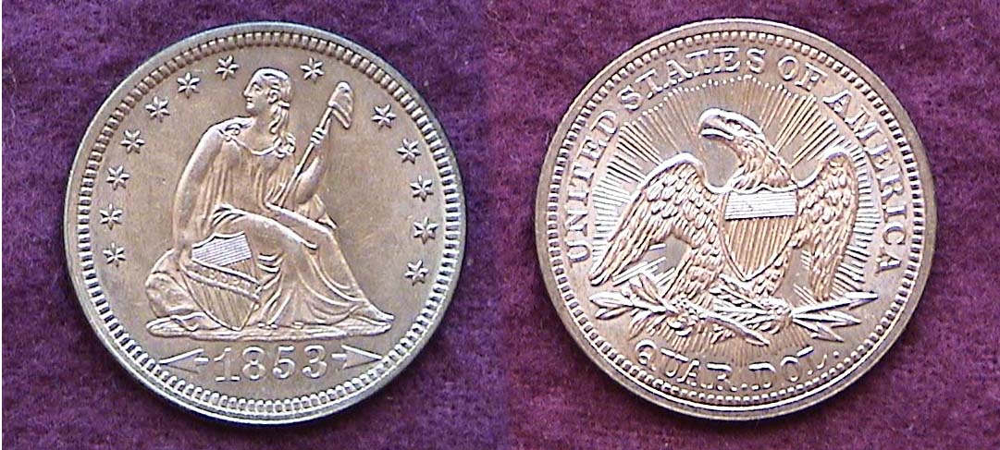 1853
UNITED STATES OF AMERICA
QUAR. DOL.